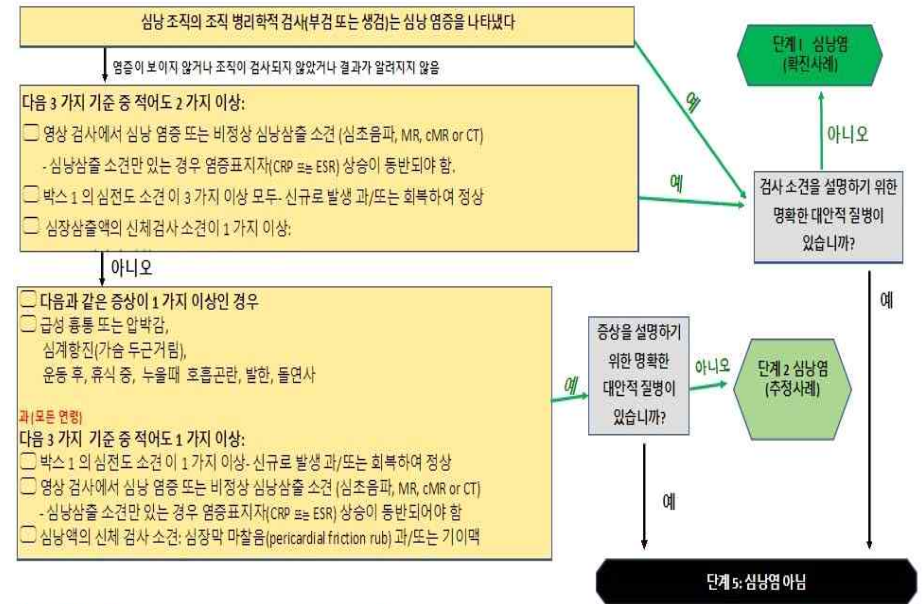 심낭 조직의 조직 병리학적 검사(부검 또는 생검)는 심낭 염증을 나타냈다
염증이 보이지 않거나 조직이 검사되지 않았거나 결과가 알려지지 않음
예
단계 1 심낭염
(확진사례)
아니오
다음 3 가지 기준 중 적어도 2 가지 이상:
영상 검사에서 심낭 염증 또는 비정상 심낭삼출 소견 (심초음파, MR, cMR or CT)
- 심낭삼출 소견만 있는 경우 염증표지자(CRP 또는 ESR) 상승이 동반되야 함.
박스 1 의 심전도 소견 이 3 가지 이상 모두- 신규로 발생 과/또는 회복하여 정상
심장삼출액의 신체검사 소견이 1 가지 이상:
예
검사 소견을 설명하기 위한
명확한 대안적 질병이
있습니까?
아니오
예
다음과 같은 증상이 1 가지 이상인 경우
급성 흉통 또는 압박감,
심계항진(가슴 두근거림),
운동 후, 휴식 중, 누울때 호흡곤란, 발한, 돌연사
과(모든 연령)
다음 3 가지 기준 중 적어도 1 가지 이상:
박스 1 의 심전도 소견 이 1 가지 이상- 신규로 발생 과/또는 회복하여 정상
영상 검사에서 심낭 염증 또는 비정상 심낭삼출 소견 (심초음파, MR, cMR or CT)
- 심낭삼출 소견만 있는 경우 염증표지자(CRP 또는 ESR) 상승이 동반되어야 함
심낭액의 신체 검사 소견: 심장막 마찰음(pericardial friction rub) 과/또는 기이맥
예
증상을 설명하기
위한 명확한
대안적 질병이
있습니까?
아니오
단계 2 심낭염
(추정사례)
예
단계 5: 심낭염 아님